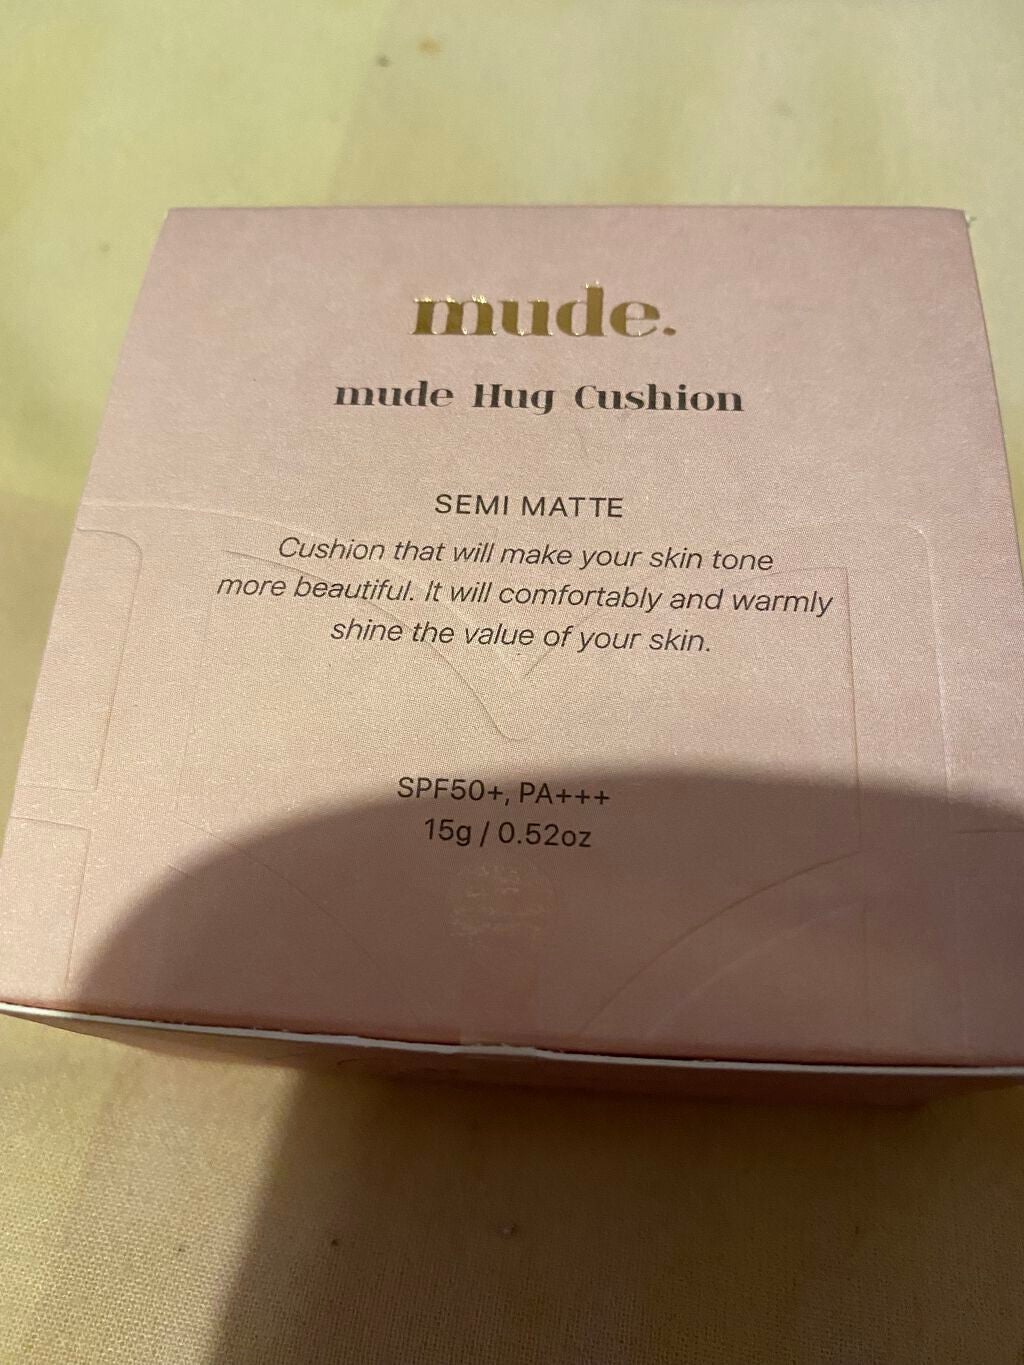 mude.
mude Hug Cushion
SEMI MATTE
Cushion that will make your skin tone
more beautiful. It will comfortably and warmly
shine the value of your skin.
SPF50+, PA+++
15g / 0.52oz